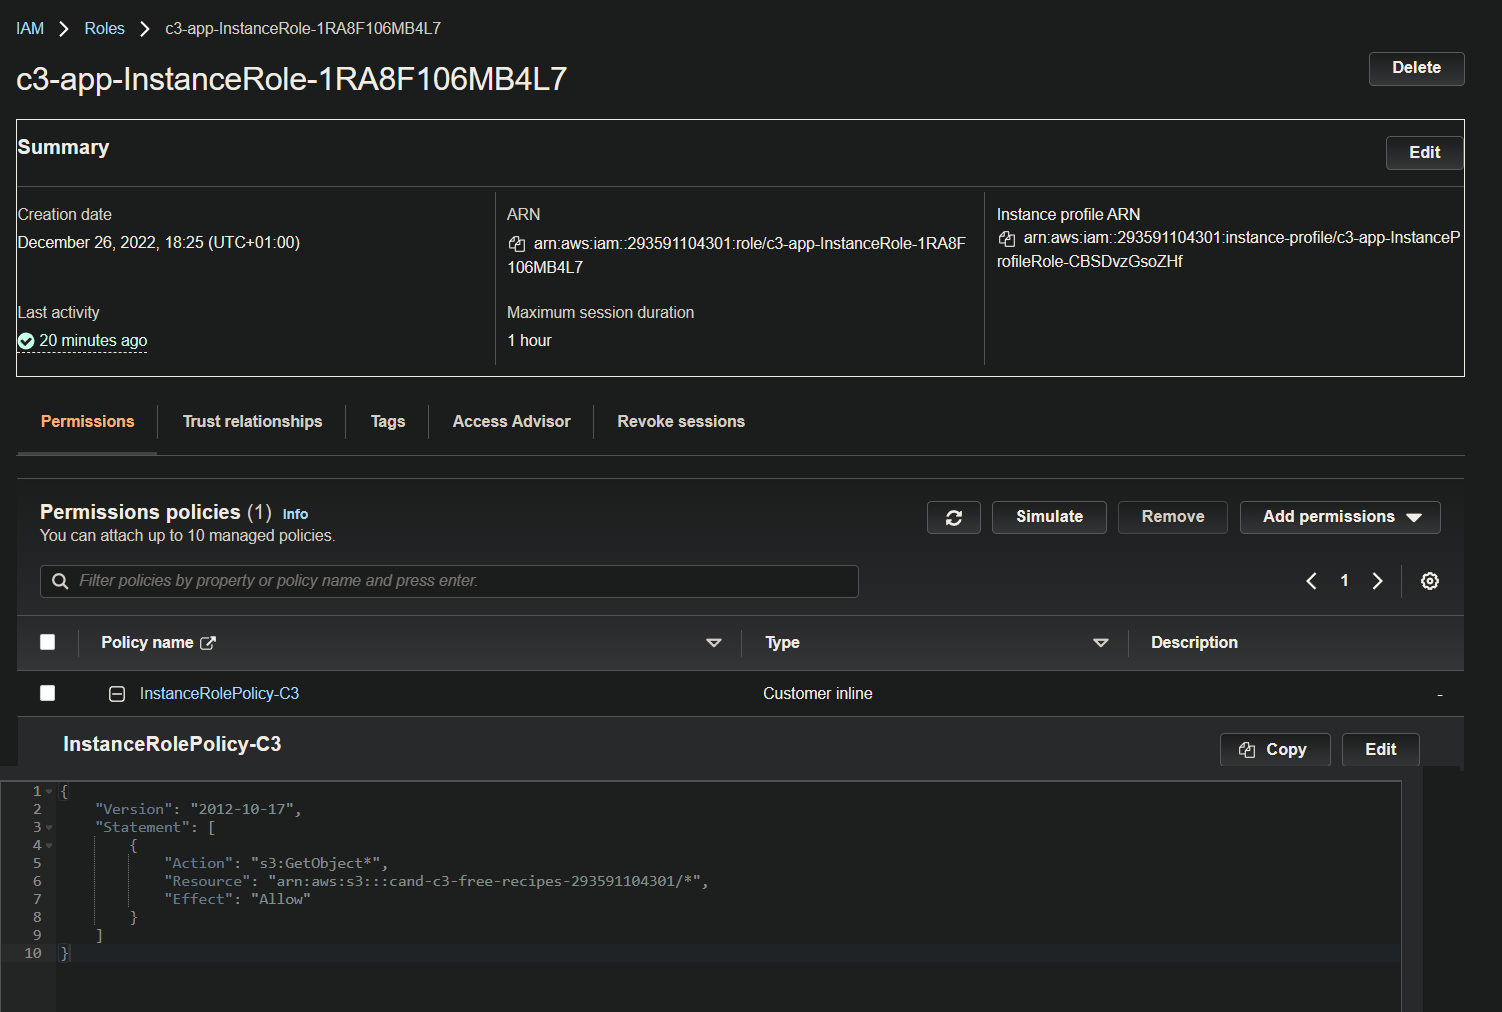 IAM > Roles > c3-app-InstanceRole-1RA8F106MB4L7
c3-app-InstanceRole-1RA8F106MB4L7
Delete
Summary
Edit
Creation date
December 26, 2022, 18:25 (UTC+01:00)
ARN
arn:aws:iam::293591104301:role/c3-app-InstanceRole-1RA8F
106MB4L7
Instance profile ARN
arn:aws:iam::293591104301:instance-profile/c3-app-InstanceP
rofileRole-CBSDvzGsoZHf
Last activity
20 minutes ago
Maximum session duration
1 hour
Permissions
Trust relationships
Tags
Access Advisor
Revoke sessions
Permissions policies (1) Info
You can attach up to 10 managed policies.
Simulate
Remove
Add permissions
Filter policies by property or policy name and press enter.
1
Policy name
Type
Description
InstanceRolePolicy-C3
Customer inline
-
InstanceRolePolicy-C3
Copy
Edit
1 {
2 "Version": "2012-10-17",
3 "Statement": [
4 {
5 "Action": "s3:GetObject*",
6 "Resource": "arn:aws:s3:::cand-c3-free-recipes-293591104301/*",
7 "Effect": "Allow"
8 }
9 ]
10 }